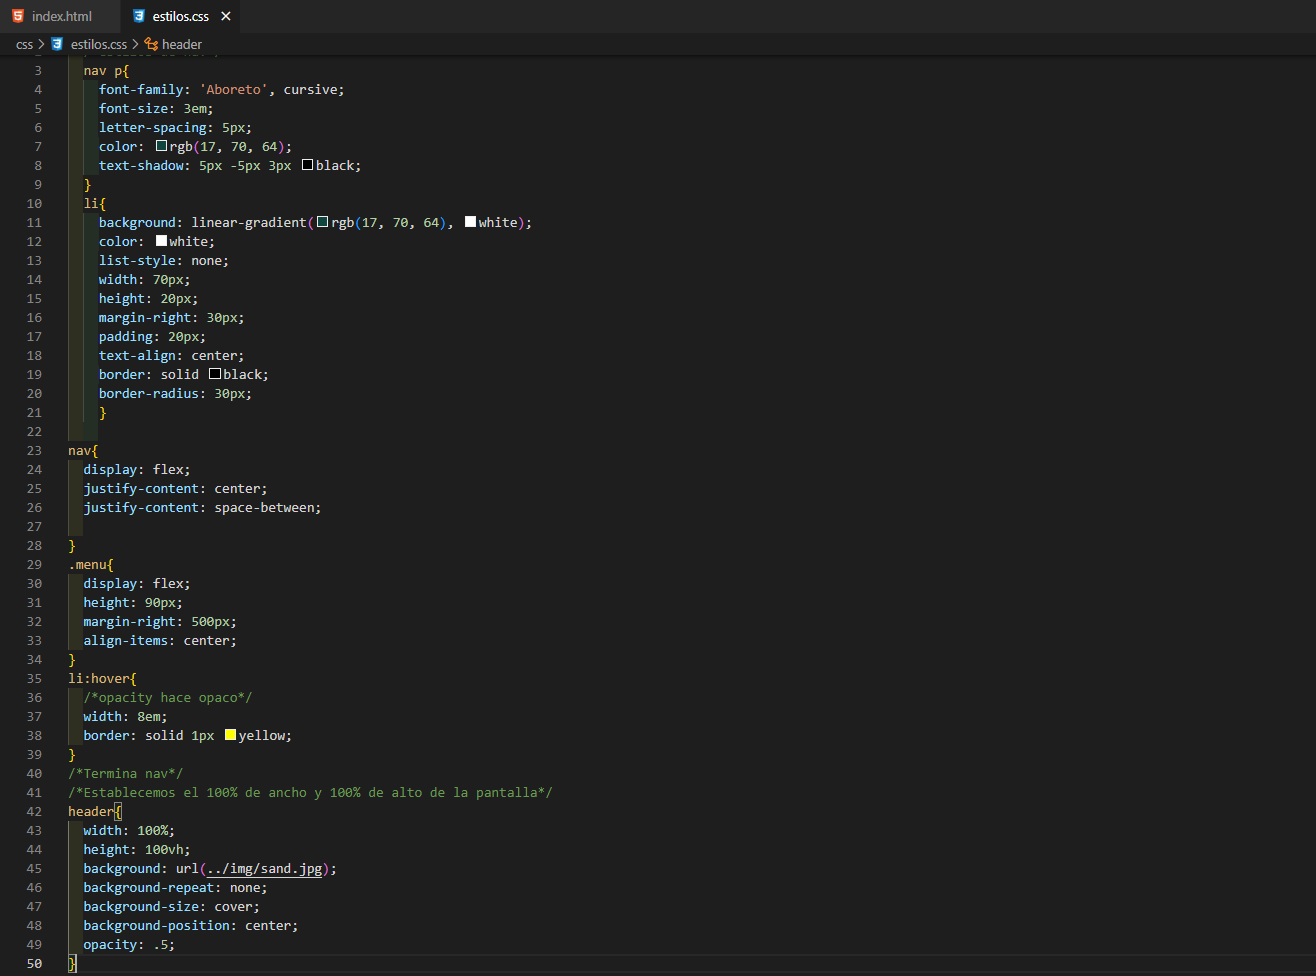 index.html estilos.css
css > estilos.css > header
3 nav p{
4 font-family: 'Aboreto', cursive;
5 font-size: 3em;
6 letter-spacing: 5px;
7 color: rgb(17, 70, 64);
8 text-shadow: 5px -5px 3px black;
9 }
10 li{
11 background: linear-gradient(rgb(17, 70, 64), white);
12 color: white;
13 list-style: none;
14 width: 70px;
15 height: 20px;
16 margin-right: 30px;
17 padding: 20px;
18 text-align: center;
19 border: solid black;
20 border-radius: 30px;
21 }
22
23 nav{
24 display: flex;
25 justify-content: center;
26 justify-content: space-between;
27
28 }
29 .menu{
30 display: flex;
31 height: 90px;
32 margin-right: 500px;
33 align-items: center;
34 }
35 li:hover{
36 /*opacity hace opaco*/
37 width: 8em;
38 border: solid 1px yellow;
39 }
40 /*Termina nav*/
41 /*Establecemos el 100% de ancho y 100% de alto de la pantalla*/
42 header{
43 width: 100%;
44 height: 100vh;
45 background: url(../img/sand.jpg);
46 background-repeat: none;
47 background-size: cover;
48 background-position: center;
49 opacity: .5;
50 }